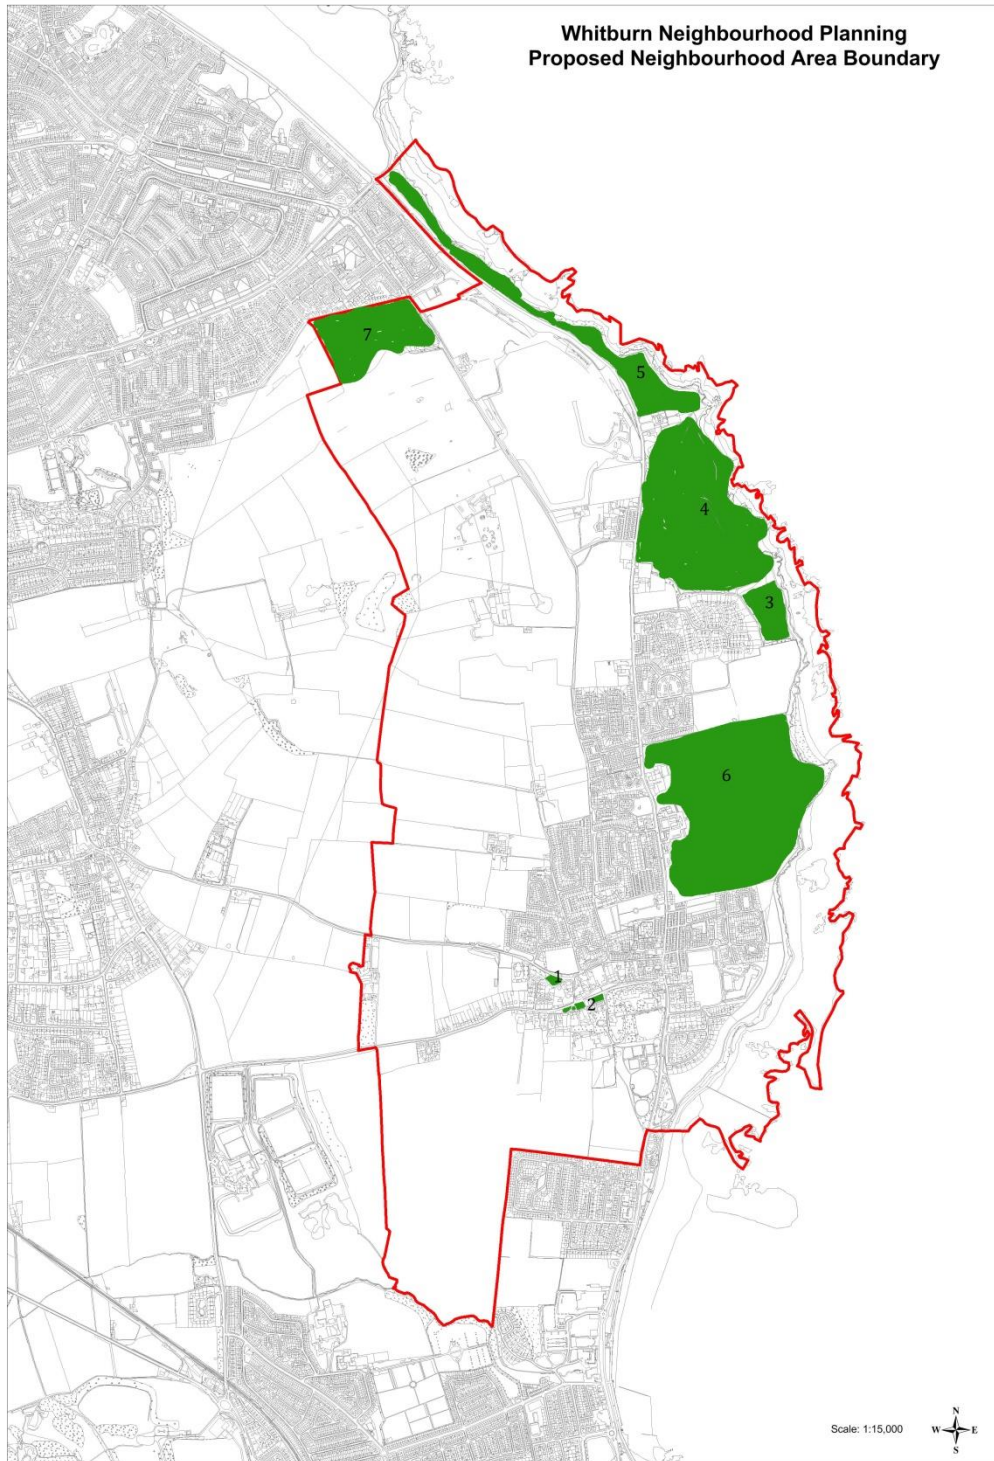 Whitburn Neighbourhood Planning
Proposed Neighbourhood Area Boundary
7
5
4
3
6
1
2
Scale: 1:15,000
N
W E
S